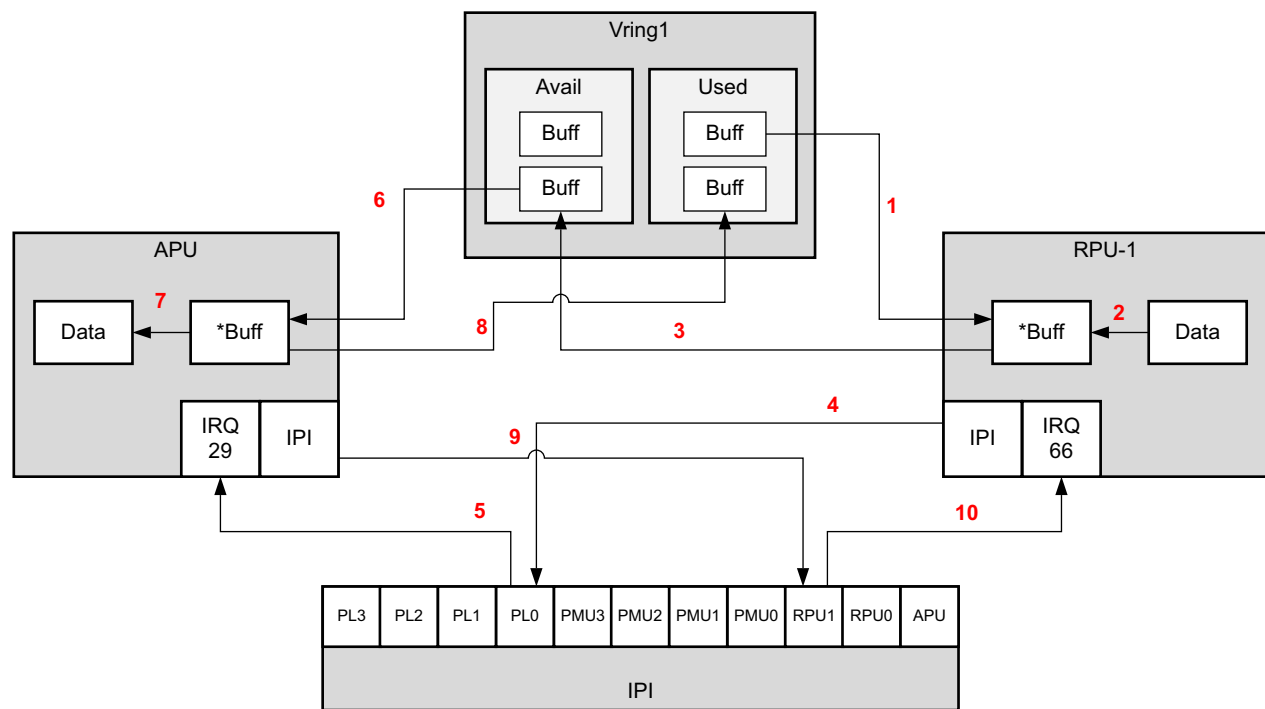 Vring1
Avail
Used
Buff
Buff
Buff
Buff
6
1
APU
RPU-1
7
8
3
2
Data
*Buff
*Buff
Data
IRQ
29
IPI
9
4
IPI
IRQ
66
5
10
PL3
PL2
PL1
PL0
PMU3
PMU2
PMU1
PMU0
RPU1
RPU0
APU
IPI